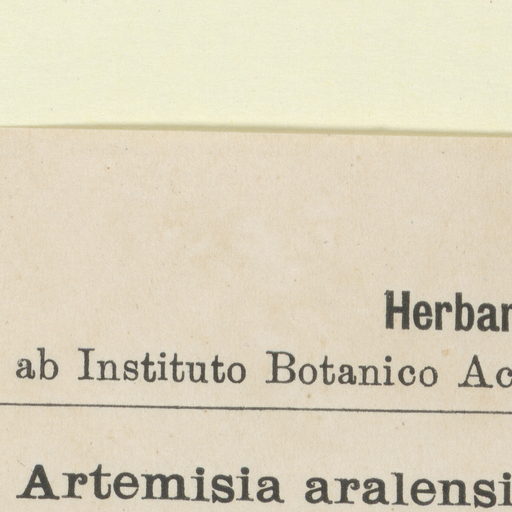 Herbar
ab Instituto Botanico Ac
Artemisia aralensi